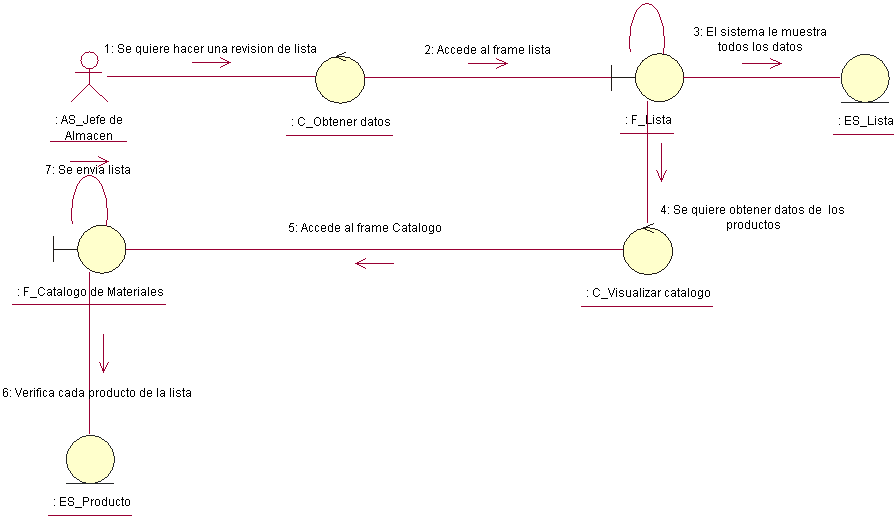 1: Se quiere hacer una revision de lista
2: Accede al frame lista
3: El sistema le muestra
todos los datos
: AS_Jefe de
Almacen
: C_Obtener datos
: F_Lista
: ES_Lista
7: Se envia lista
4: Se quiere obtener datos de los
productos
5: Accede al frame Catalogo
: F_Catalogo de Materiales
: C_Visualizar catalogo
6: Verifica cada producto de la lista
: ES_Producto